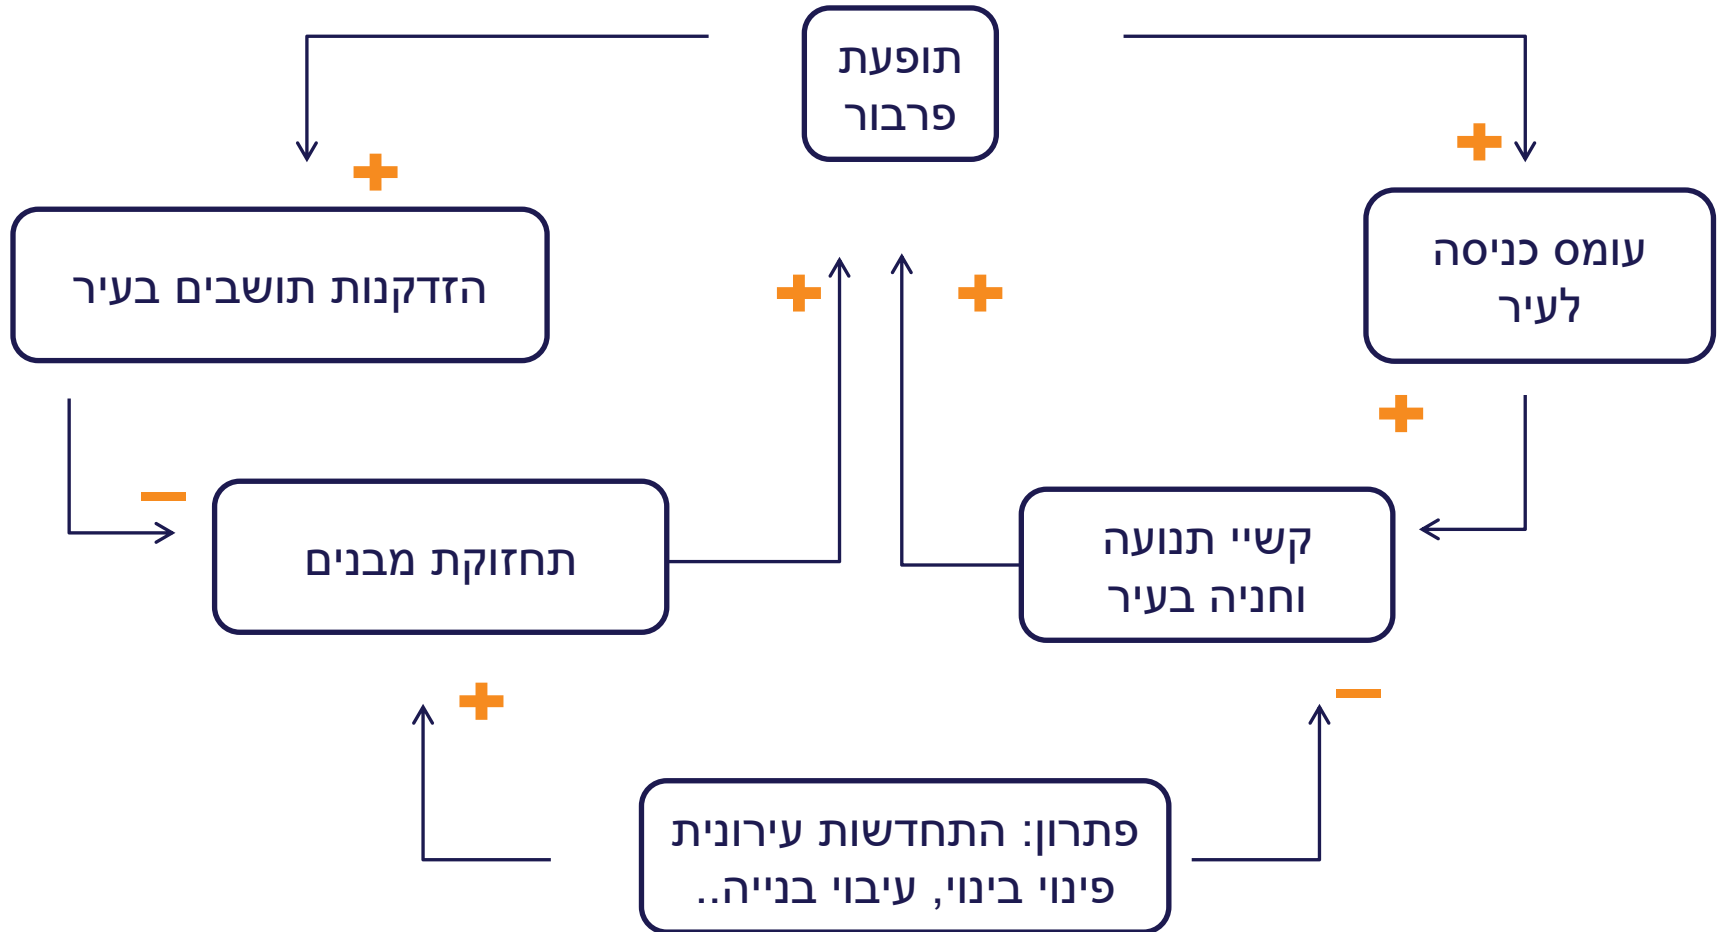 תופעת
פרבור
עומס כניסה
לעיר
הזדקנות תושבים בעיר
קשיי תנועה
וחניה בעיר
תחזוקת מבנים
פתרון: התחדשות עירונית
פינוי בינוי, עיבוי בנייה..